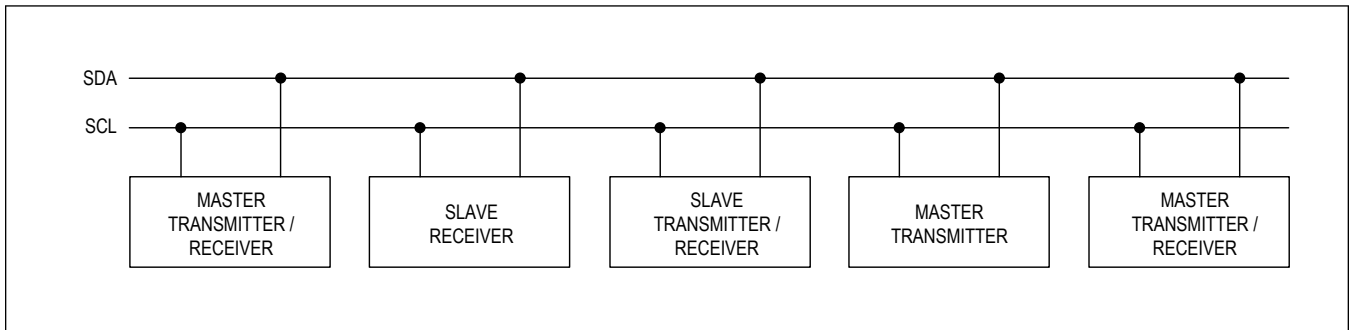 SDA
SCL
MASTER
TRANSMITTER /
RECEIVER
SLAVE
RECEIVER
SLAVE
TRANSMITTER /
RECEIVER
MASTER
TRANSMITTER
MASTER
TRANSMITTER /
RECEIVER